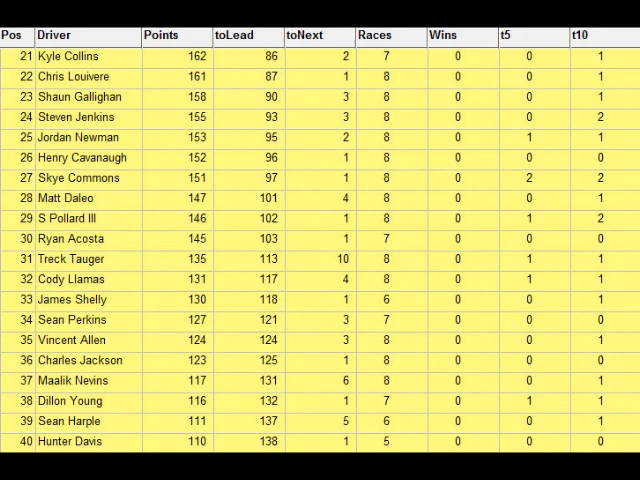 Pos Driver Points toLead toNext Races Wins t5 t10
21 Kyle Collins 162 86 2 7 0 0 1
22 Chris Louivere 161 87 1 8 0 0 1
23 Shaun Gallighan 158 90 3 8 0 0 1
24 Steven Jenkins 155 93 3 8 0 0 2
25 Jordan Newman 153 95 2 8 0 1 1
26 Henry Cavanaugh 152 96 1 8 0 0 0
27 Skye Commons 151 97 1 8 0 2 2
28 Matt Daleo 147 101 4 8 0 0 1
29 S Pollard III 146 102 1 8 0 1 2
30 Ryan Acosta 145 103 1 7 0 0 0
31 Treck Tauger 135 113 10 8 0 1 1
32 Cody Llamas 131 117 4 8 0 1 1
33 James Shelly 130 118 1 6 0 0 1
34 Sean Perkins 127 121 3 7 0 0 0
35 Vincent Allen 124 124 3 8 0 0 1
36 Charles Jackson 123 125 1 8 0 0 0
37 Maalik Nevins 117 131 6 8 0 0 1
38 Dillon Young 116 132 1 7 0 1 1
39 Sean Harple 111 137 5 6 0 0 1
40 Hunter Davis 110 138 1 5 0 0 0